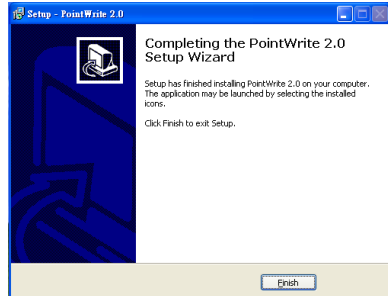 Setup - PointWrite 2.0
Completing the PointWrite 2.0
Setup Wizard
Setup has finished installing PointWrite 2.0 on your computer.
The application may be launched by selecting the installed
icons.
Click Finish to exit Setup.
Finish